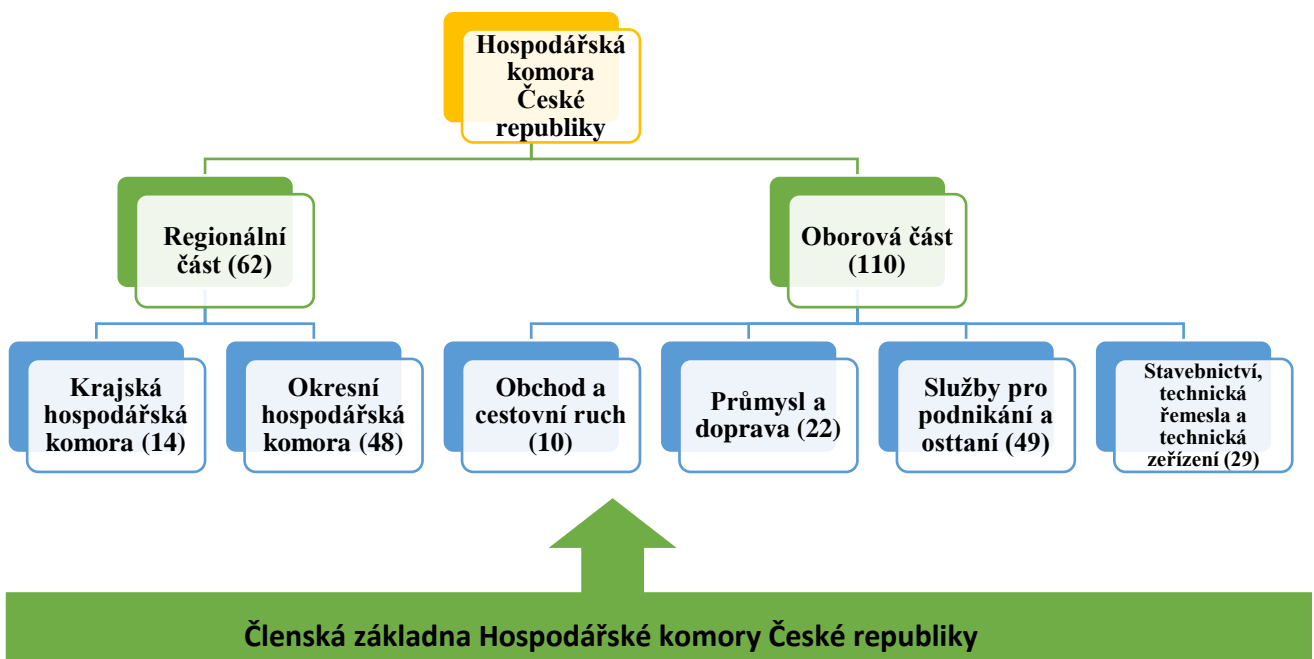 Hospodářská
komora
České
republiky
Regionální
část (62)
Oborová část
(110)
Krajská
hospodářská
komora (14)
Okresní
hospodářská
komora (48)
Obchod a
cestovní ruch
(10)
Průmysl a
doprava (22)
Služby pro
podnikání a
osttaní (49)
Stavebnictví,
technická
řemesla a
technická
zeřízení (29)
Členská základna Hospodářské komory České republiky